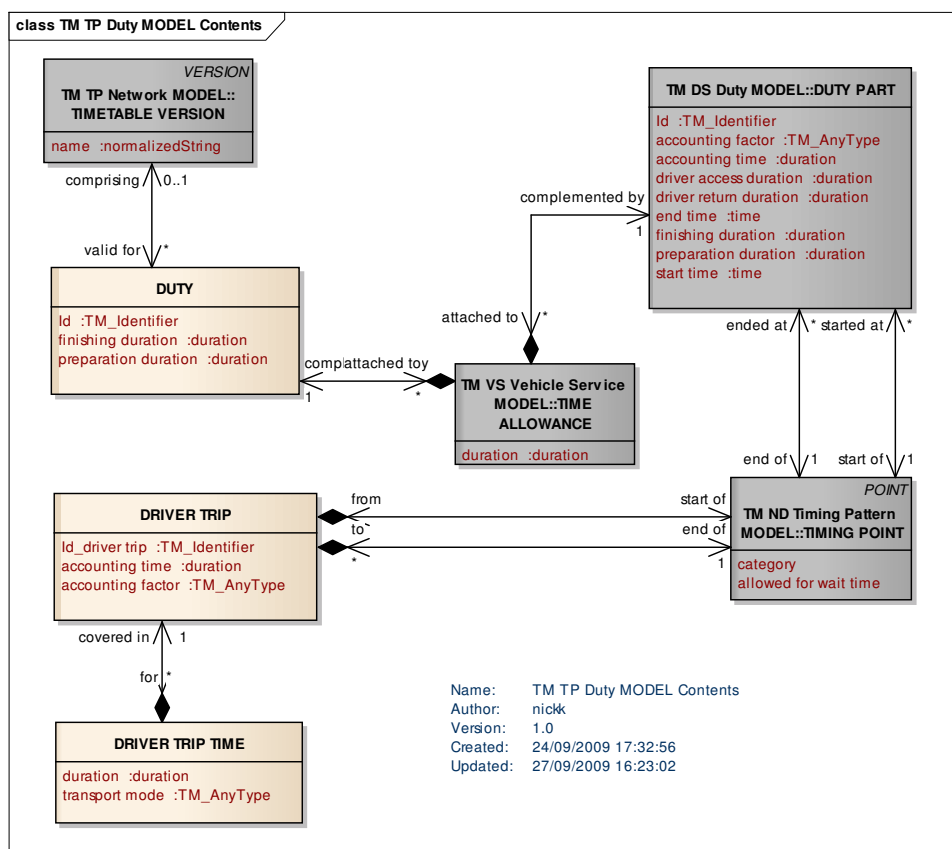 class TM TP Duty MODEL Contents
VERSION
TM TP Network MODEL::
TIMETABLE VERSION
name :normalizedString
comprising
0..1
valid for
*
DUTY
Id :TM_Identifier
finishing duration :duration
preparation duration :duration
TM DS Duty MODEL::DUTY PART
Id :TM_Identifier
accounting factor :TM_AnyType
accounting time :duration
driver access duration :duration
driver return duration :duration
end time :time
finishing duration :duration
preparation duration :duration
start time :time
complemented by
1
attached to
*
attached to
1
*
TM VS Vehicle Service
MODEL::TIME
ALLOWANCE
duration :duration
ended at
*
started at
*
end of
1
start of
1
POINT
TM ND Timing Pattern
MODEL::TIMING POINT
category
allowed for wait time
DRIVER TRIP
Id_driver trip :TM_Identifier
accounting time :duration
accounting factor :TM_AnyType
from
start of
to
end of
*
1
covered in
1
for
*
DRIVER TRIP TIME
duration :duration
transport mode :TM_AnyType
Name: TM TP Duty MODEL Contents
Author: nickk
Version: 1.0
Created: 24/09/2009 17:32:56
Updated: 27/09/2009 16:23:02